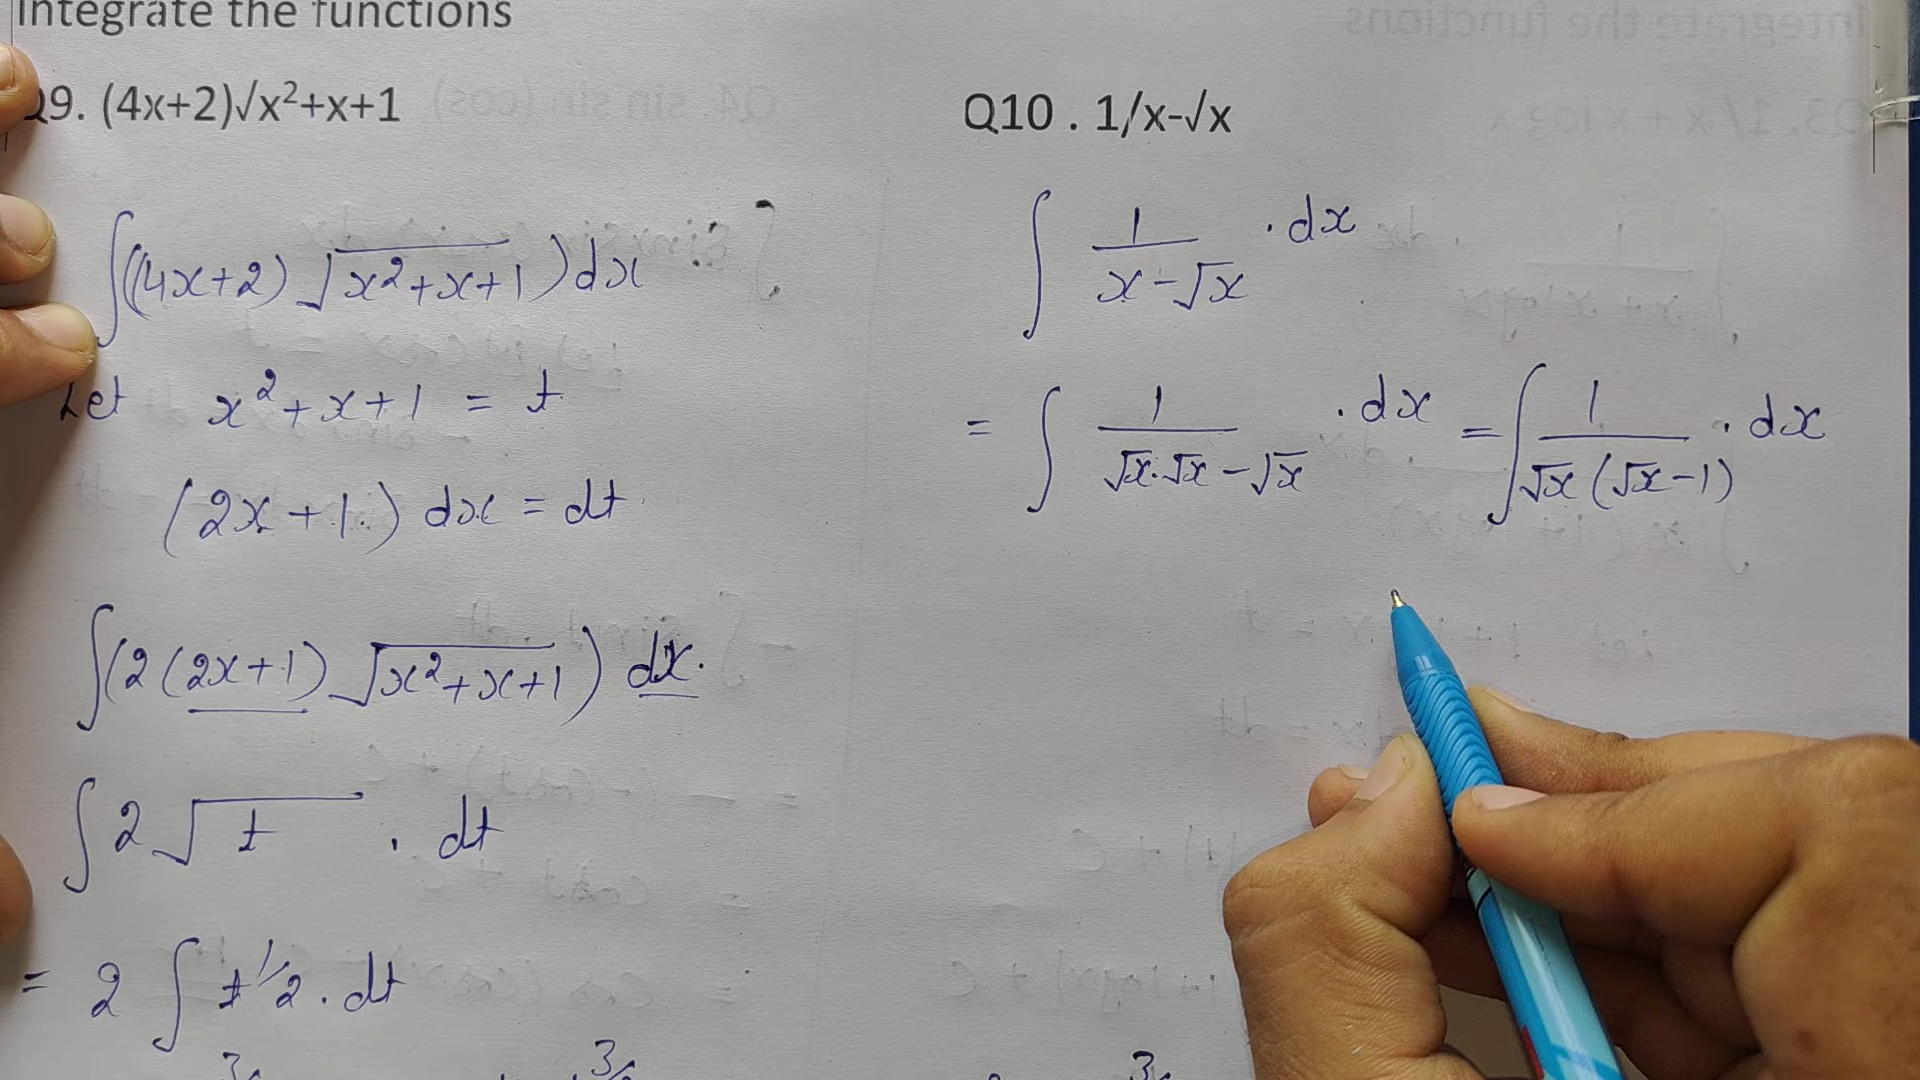 Integrate the functions
Q9. (4x+2)√x²+x+1
∫((4x+2) √(x²+x+1)) dx
Let x²+x+1 = t
(2x+1) dx = dt
∫(2(2x+1) √(x²+x+1)) dx.
∫2√t . dt
= 2 ∫ t^1/2 . dt
Q10 . 1/x-√x
∫ 1/(x-√x) . dx
= ∫ 1/(√x.√x-√x) . dx = ∫ 1/(√x(√x-1)) . dx